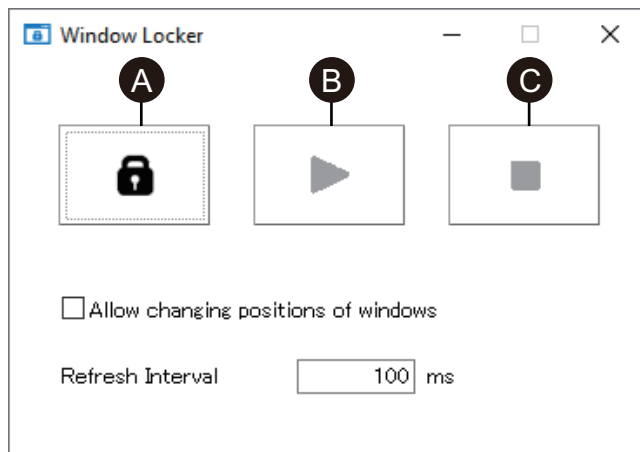 Window Locker
A B C
Allow changing positions of windows
Refresh Interval 100 ms